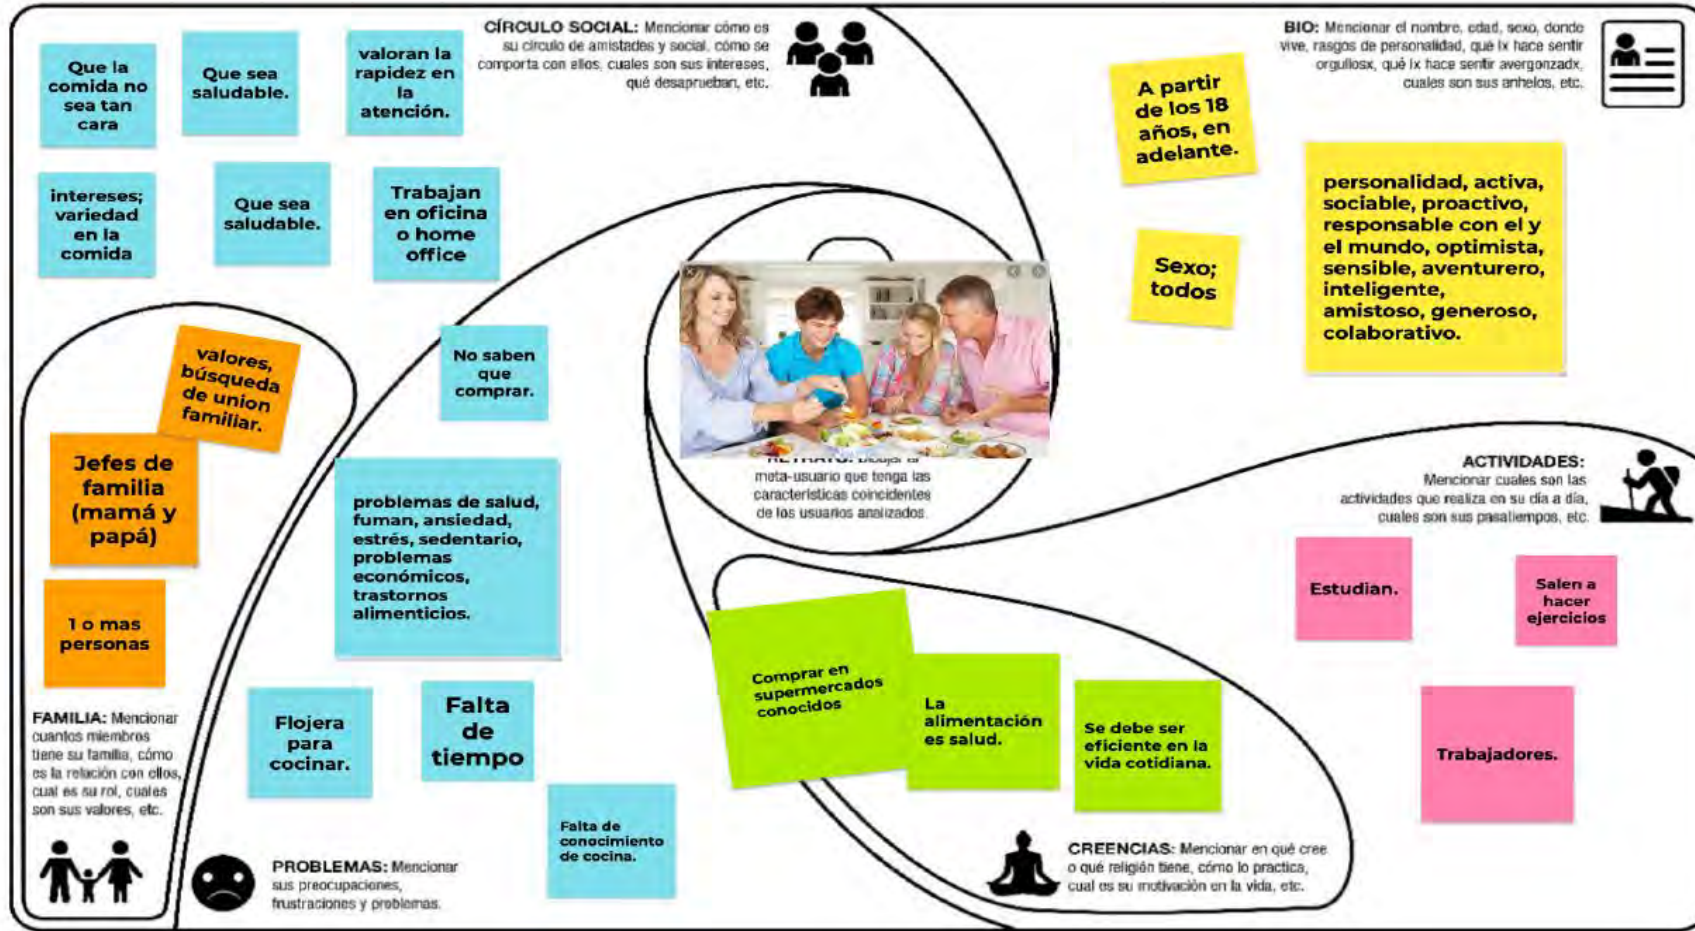 CÍRCULO SOCIAL: Mencionar cómo es
su círculo de amistades y social, cómo se
comporta con ellos, cuales son sus intereses,
qué desaprueban, etc.
Que la
comida no
sea tan
cara
Que sea
saludable.
valoran la
rapidez en
la
atención.
intereses;
variedad
en la
comida
Que sea
saludable.
Trabajan
en oficina
o home
office
BIO: Mencionar el nombre, edad, sexo, donde
vive, rasgos de personalidad, qué lx hace sentir
orgullosx, qué lx hace sentir avergonzadx,
cuales son sus anhelos, etc.
A partir
de los 18
años, en
adelante.
Sexo;
todos
personalidad, activa,
sociable, proactivo,
responsable con el y
el mundo, optimista,
sensible, aventurero,
inteligente,
amistoso, generoso,
colaborativo.
valores,
búsqueda
de union
familiar.
Jefes de
familia
(mamá y
papá)
1 o mas
personas
FAMILIA: Mencionar
cuantos miembros
tiene su familia, cómo
es la relación con ellos,
cual es su rol, cuales
son sus valores, etc.
No saben
que
comprar.
problemas de salud,
fuman, ansiedad,
estrés, sedentario,
problemas
económicos,
trastornos
alimenticios.
Flojera
para
cocinar.
Falta
de
tiempo
Falta de
conocimiento
de cocina.
PROBLEMAS: Mencionar
sus preocupaciones,
frustraciones y problemas.
RETRATO: Dibujar al
meta-usuario que tenga las
características coincidentes
de los usuarios analizados.
Comprar en
supermercados
conocidos
La
alimentación
es salud.
Se debe ser
eficiente en la
vida cotidiana.
CREENCIAS: Mencionar en qué cree
o qué religión tiene, cómo lo practica,
cual es su motivación en la vida, etc.
ACTIVIDADES:
Mencionar cuales son las
actividades que realiza en su día a día,
cuales son sus pasatiempos, etc.
Estudian.
Salen a
hacer
ejercicios
Trabajadores.